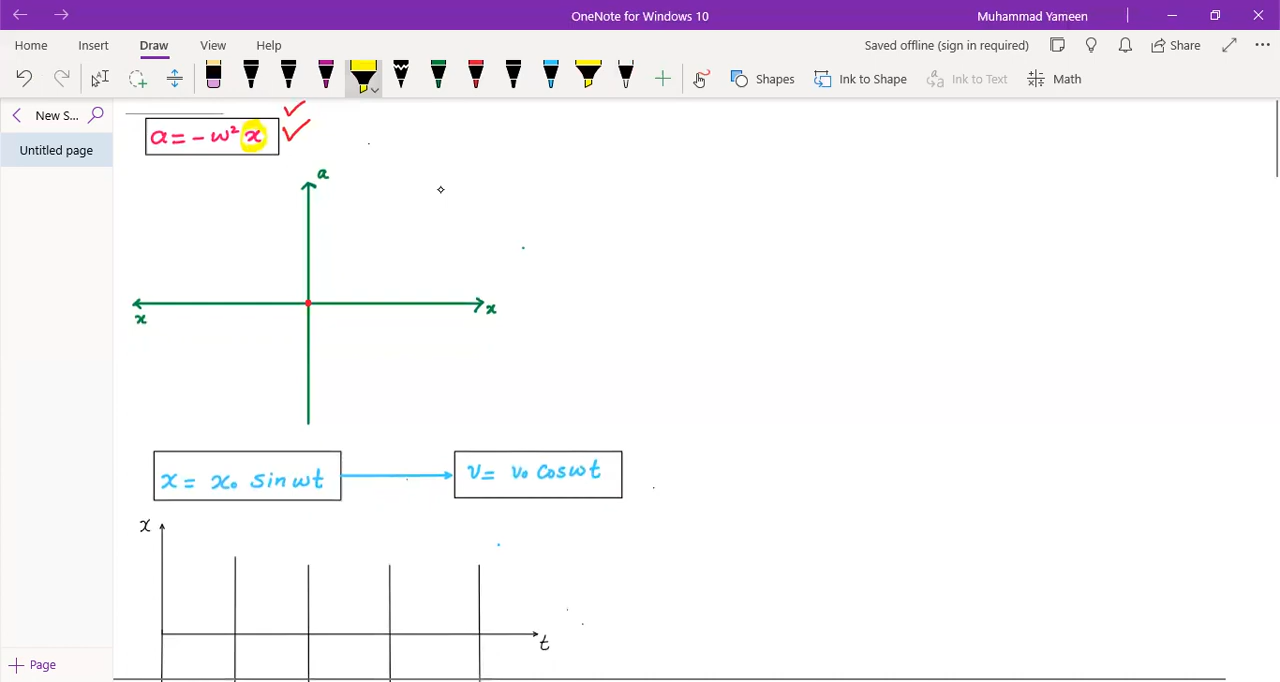 OneNote for Windows 10
Muhammad Yameen
Home Insert Draw View Help
Saved offline (sign in required)
Share
Shapes
Ink to Shape
Ink to Text
Math
New S...
Untitled page
a = - ω² x
a
x
x
x = x₀ sin ωt
v = v₀ cos ωt
x
t
Page